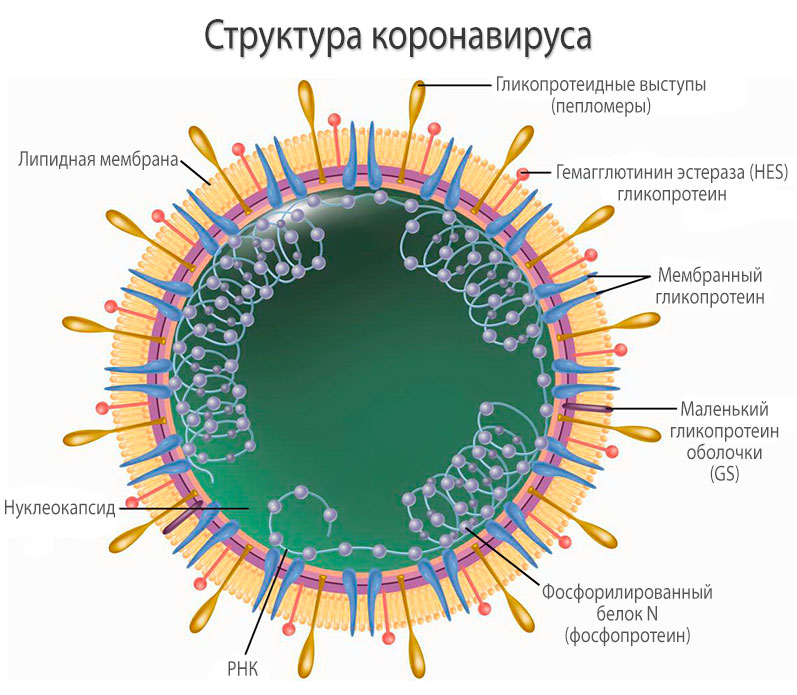 Структура коронавируса
Гликопротеидные выступы
(пепломеры)
Липидная мембрана
Гемагглютинин эстераза (HES)
гликопротеин
Мембранный
гликопротеин
Маленький
гликопротеин
оболочки
(GS)
Нуклеокапсид
Фосфорилированный
белок N
(фосфопротеин)
РНК